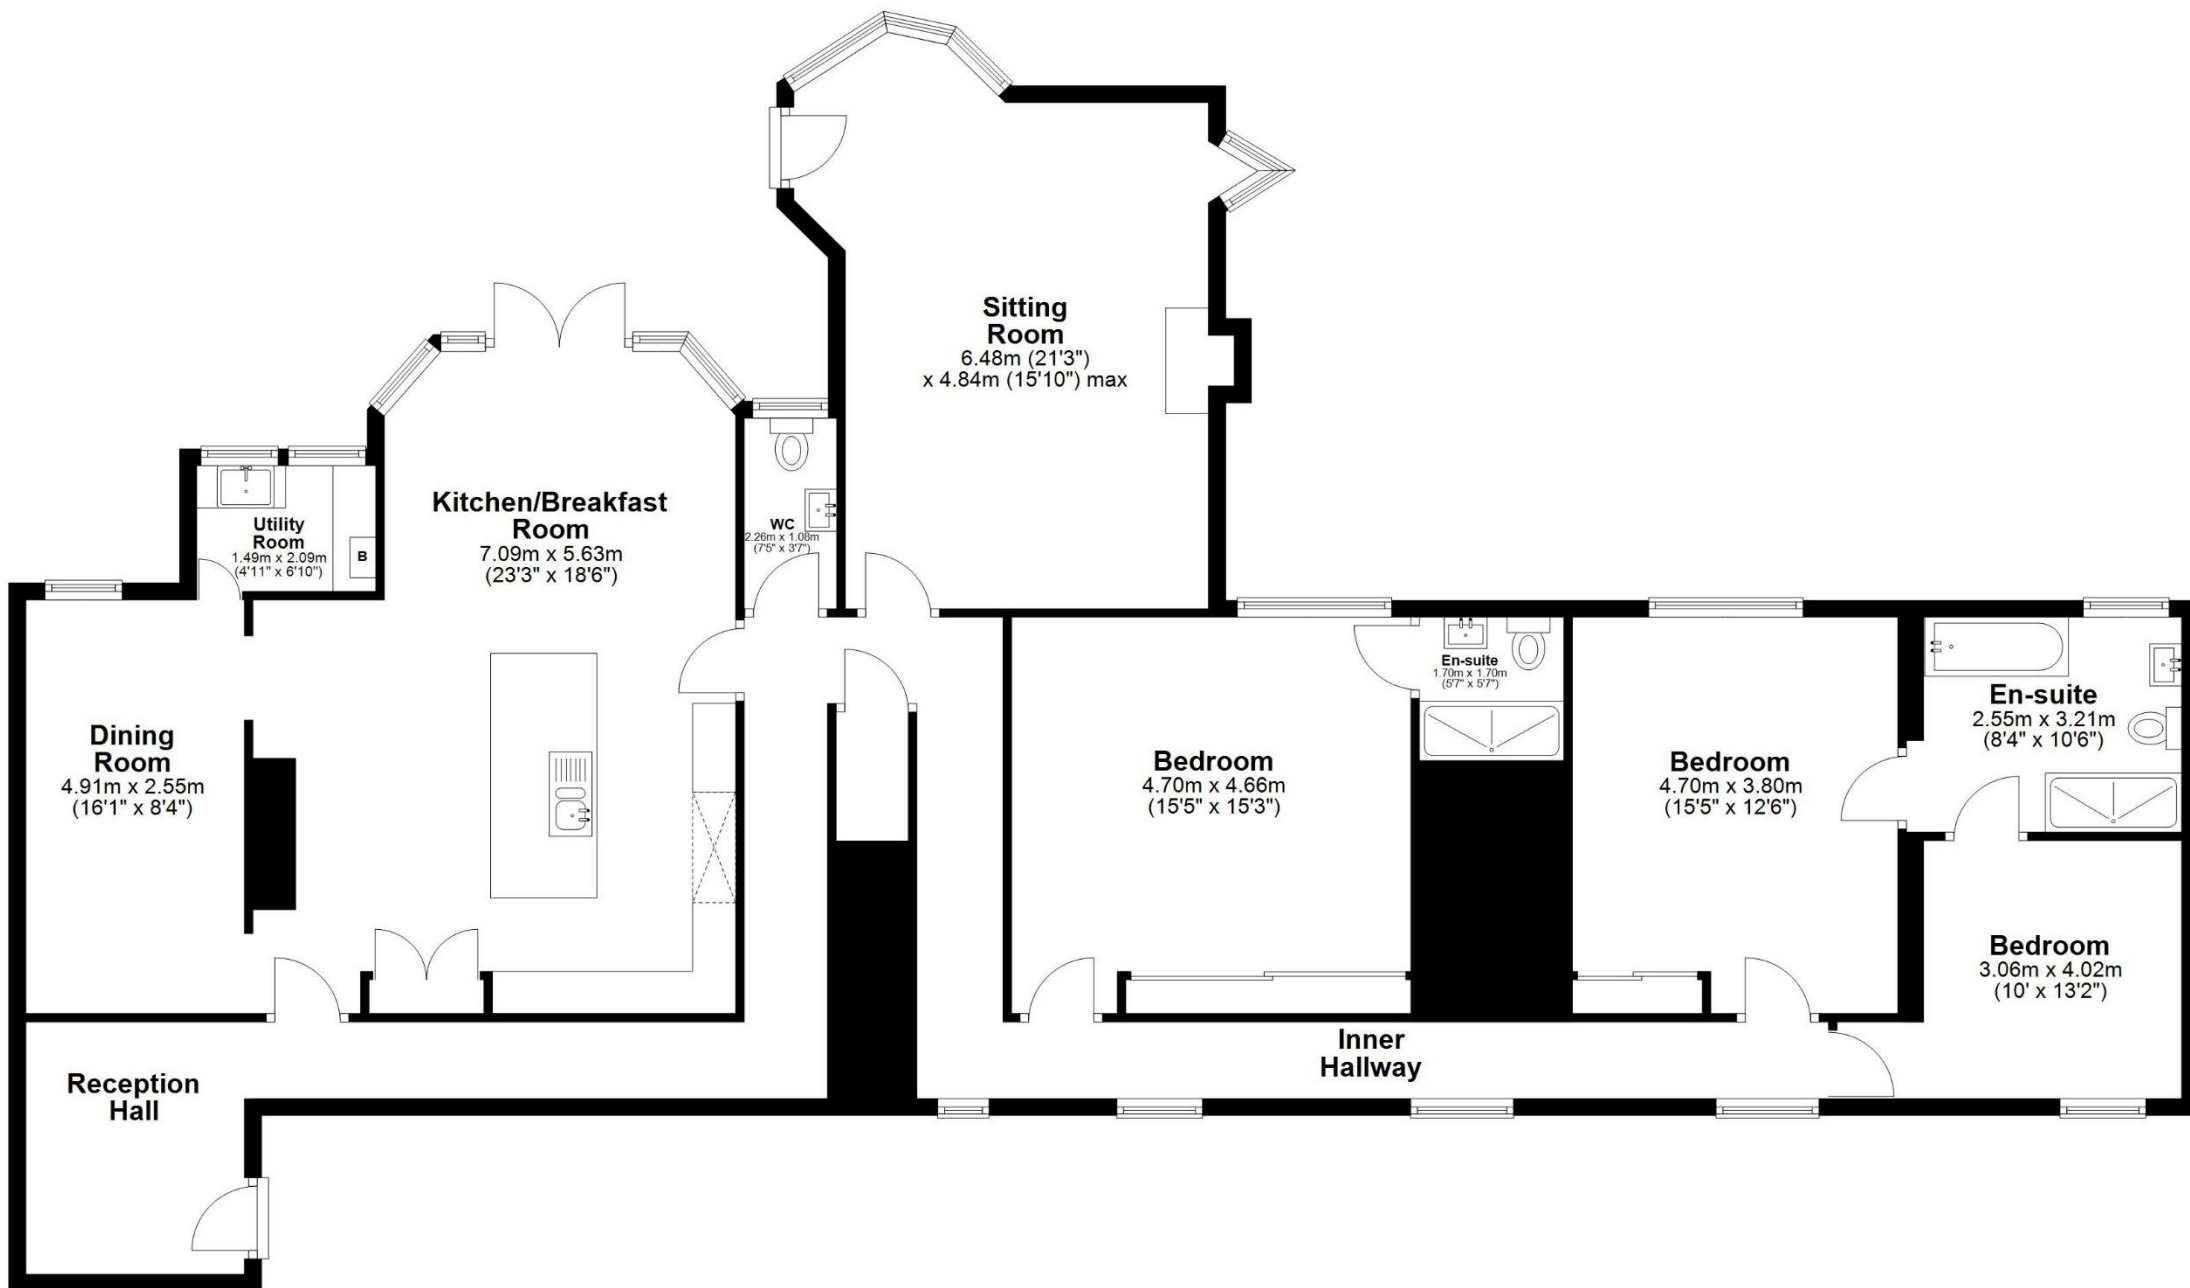 Sitting
Room
6.48m (21'3")
x 4.84m (15'10") max
Kitchen/Breakfast
Room
7.09m x 5.63m
(23'3" x 18'6")
Utility
Room
1.49m x 2.09m
(4'11" x 6'10")
B
WC
2.26m x 1.08m
(7'5" x 3'7")
Dining
Room
4.91m x 2.55m
(16'1" x 8'4")
Bedroom
4.70m x 4.66m
(15'5" x 15'3")
En-suite
1.70m x 1.70m
(5'7" x 5'7")
Bedroom
4.70m x 3.80m
(15'5" x 12'6")
En-suite
2.55m x 3.21m
(8'4" x 10'6")
Bedroom
3.06m x 4.02m
(10' x 13'2")
Inner
Hallway
Reception
Hall